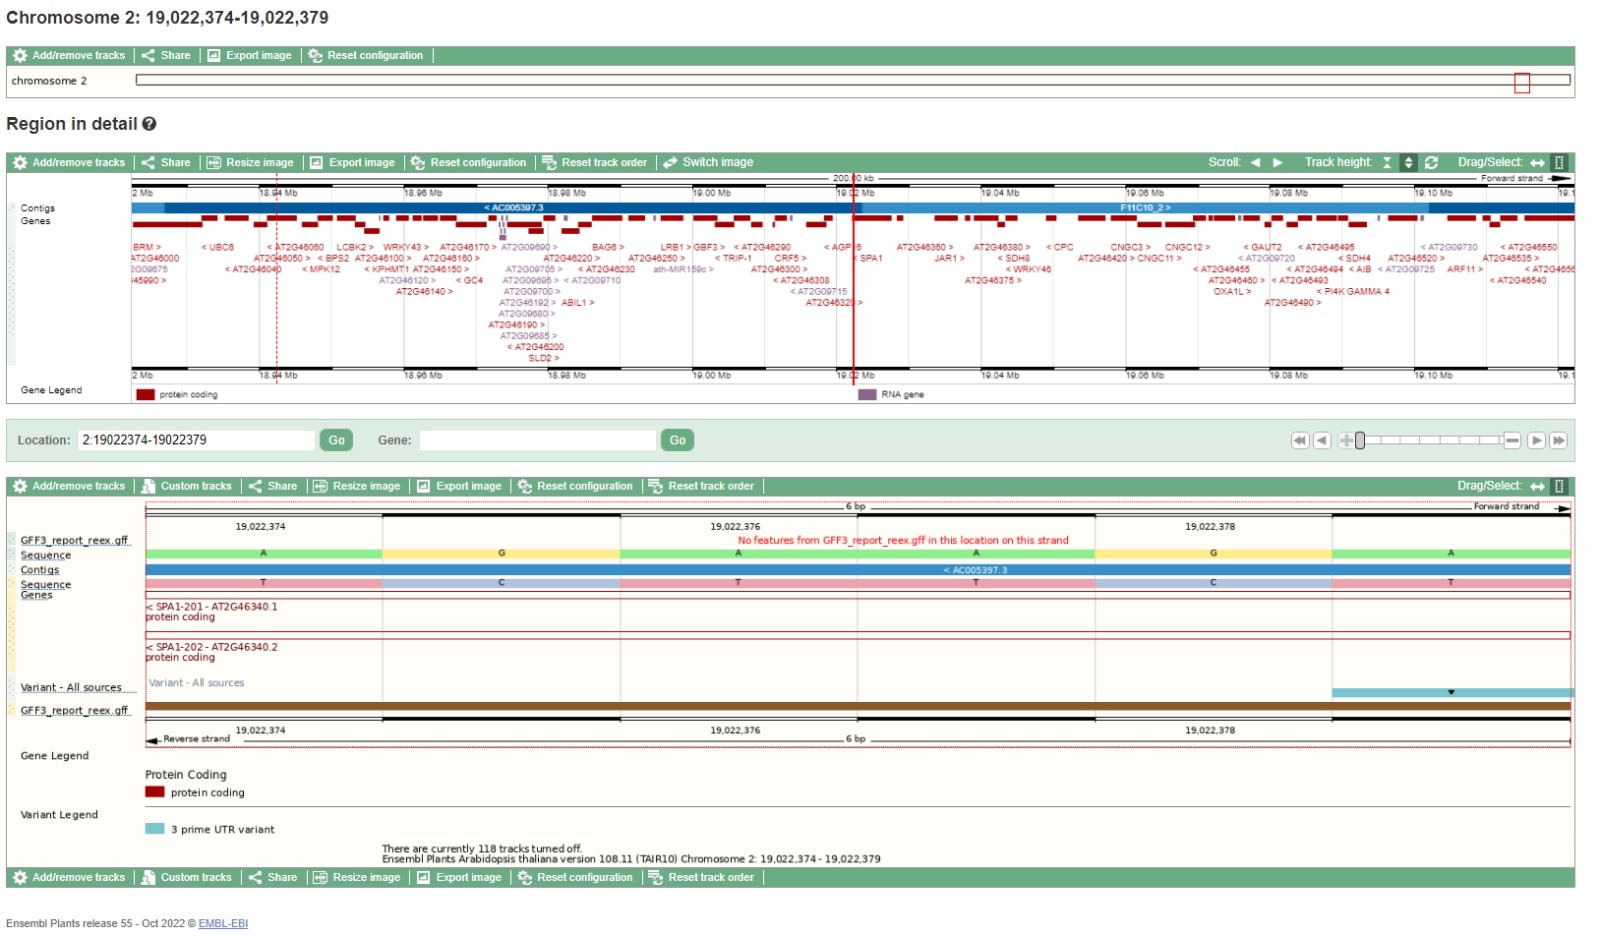 Chromosome 2: 19,022,374-19,022,379
Add/remove tracks Share Export image Reset configuration
chromosome 2
Region in detail
Add/remove tracks Share Resize image Export image Reset configuration Reset track order Switch image Scroll: Track height: Drag/Select:
200.00 kb Forward strand
2 Mb 18.94 Mb 18.96 Mb 18.98 Mb 19.00 Mb 19.02 Mb 19.04 Mb 19.06 Mb 19.08 Mb 19.10 Mb 19.1
Contigs < AC005397.3 F11C10_2 >
Genes
BRM > < UBC6 < AT2G46060 LCBK2 > WRKY43 > AT2G46170 > AT2G09690 > BAG6 > LRB1 > GBF3 > < AT2G46290 < AGP16 AT2G46360 > < AT2G46380 > < CPC CNGC3 > CNGC12 > < GAUT2 < AT2G46495 < AT2G09730 < AT2G46550
AT2G46000 AT2G46050 > < BPS2 AT2G46100 > AT2G46160 > AT2G46220 > AT2G46250 > < TRIP-1 CRF5 > < SPA1 JAR1 > < SDH8 AT2G46420 > CNGC11 > < AT2G09720 < SDH4 AT2G46520 > AT2G46535 >
2G09675 < AT2G46040 < MPK12 < KPHMT1 AT2G46150 > AT2G09705 > < AT2G46230 ath-MIR159c > AT2G46300 > < WRKY46 < AT2G46455 < AT2G46494 < AIB < AT2G09725 ARF11 > < AT2G4656
45990 > AT2G46120 > < GC4 AT2G09695 > < AT2G09710 < AT2G46308 AT2G46375 > AT2G46460 > < AT2G46493 < AT2G46540
AT2G46140 > AT2G09700 > < AT2G09715 OXA1L > < PI4K GAMMA 4
AT2G46192 > ABIL1 > AT2G46320 > AT2G46490 >
AT2G09680 >
AT2G46190 >
AT2G09685 >
< AT2G46200
SLD2 >
2 Mb 18.94 Mb 18.96 Mb 18.98 Mb 19.00 Mb 19.02 Mb 19.04 Mb 19.06 Mb 19.08 Mb 19.10 Mb 19.1
Gene Legend protein coding RNA gene
Location: 2:19022374-19022379 Go Gene: Go
Add/remove tracks Custom tracks Share Resize image Export image Reset configuration Reset track order Drag/Select:
6 bp Forward strand
19,022,374 19,022,376 19,022,378
GFF3_report_reex.gff No features from GFF3_report_reex.gff in this location on this strand
Sequence A G A A G A
Contigs < AC005397.3
Sequence T C T T C T
Genes
< SPA1-201 - AT2G46340.1
protein coding
< SPA1-202 - AT2G46340.2
protein coding
Variant - All sources Variant - All sources
GFF3_report_reex.gff
19,022,374 19,022,376 19,022,378
Reverse strand 6 bp
Gene Legend
Protein Coding
protein coding
Variant Legend
3 prime UTR variant
There are currently 118 tracks turned off.
Ensembl Plants Arabidopsis thaliana version 108.11 (TAIR10) Chromosome 2: 19,022,374 - 19,022,379
Add/remove tracks Custom tracks Share Resize image Export image Reset configuration Reset track order
Ensembl Plants release 55 - Oct 2022 © EMBL-EBI